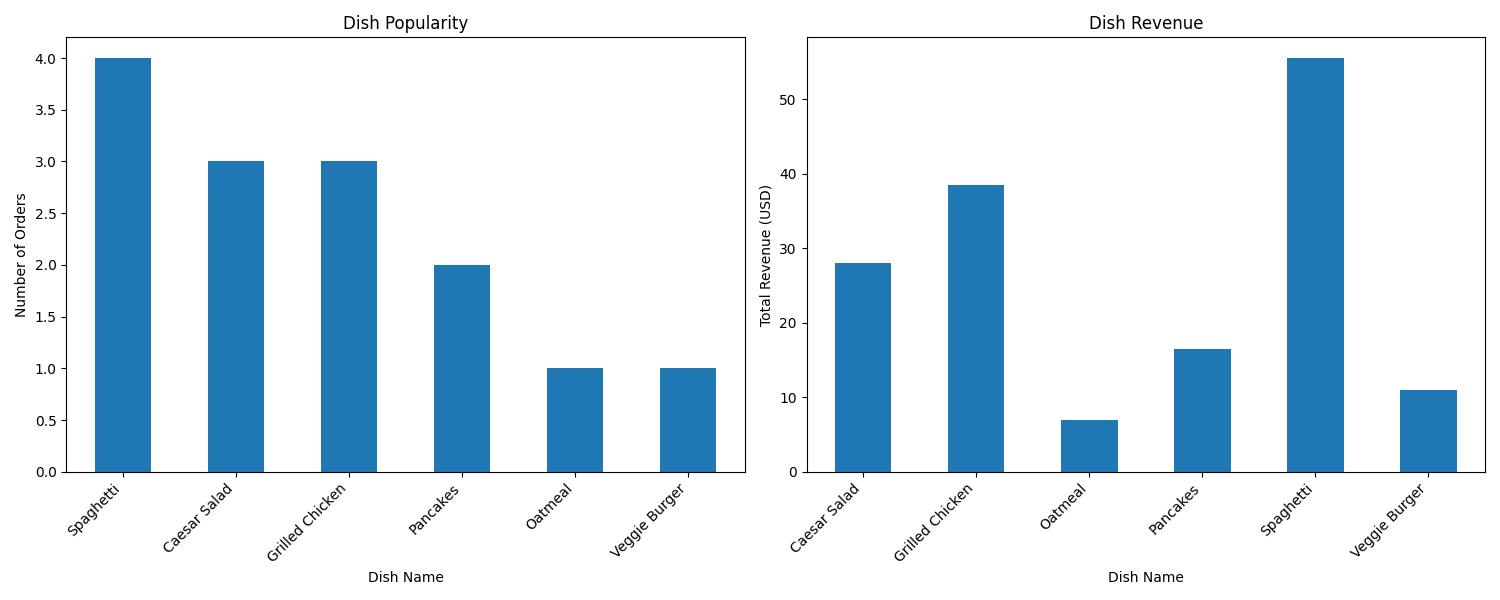 Dish Popularity
Number of Orders
4.0
3.5
3.0
2.5
2.0
1.5
1.0
0.5
0.0
Spaghetti
Caesar Salad
Grilled Chicken
Pancakes
Oatmeal
Veggie Burger
Dish Name
Dish Revenue
Total Revenue (USD)
50
40
30
20
10
0
Caesar Salad
Grilled Chicken
Oatmeal
Pancakes
Spaghetti
Veggie Burger
Dish Name